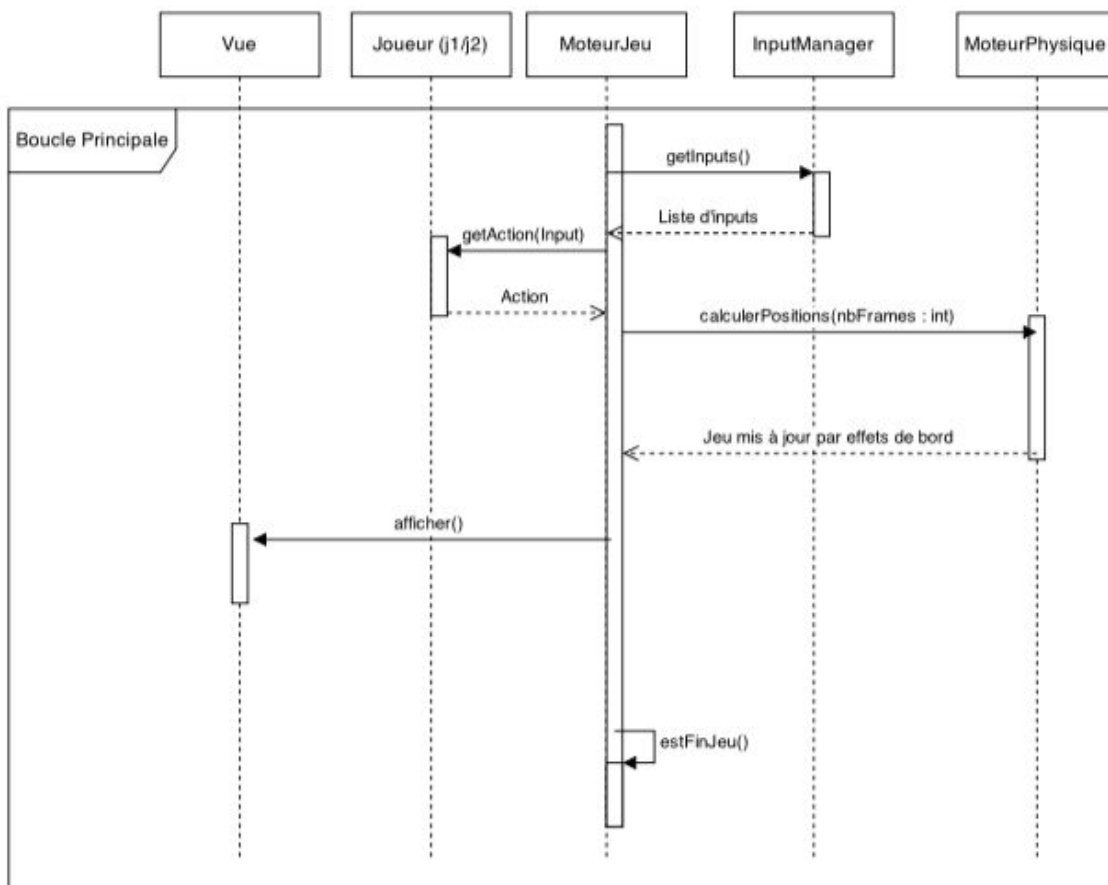 Vue
Joueur (j1/j2)
MoteurJeu
InputManager
MoteurPhysique
Boucle Principale
getInputs()
Liste d'inputs
getAction(Input)
Action
calculerPositions(nbFrames : int)
Jeu mis à jour par effets de bord
afficher()
estFinJeu()